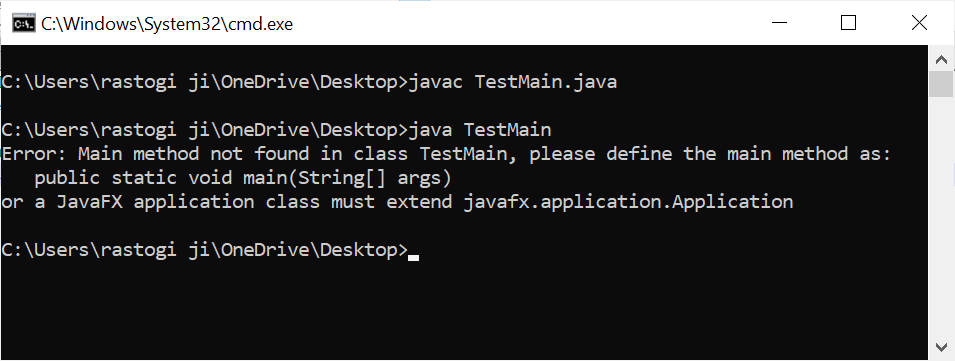 C:\Windows\System32\cmd.exe
C:\Users\rastogi ji\OneDrive\Desktop>javac TestMain.java
C:\Users\rastogi ji\OneDrive\Desktop>java TestMain
Error: Main method not found in class TestMain, please define the main method as:
   public static void main(String[] args)
or a JavaFX application class must extend javafx.application.Application
C:\Users\rastogi ji\OneDrive\Desktop>